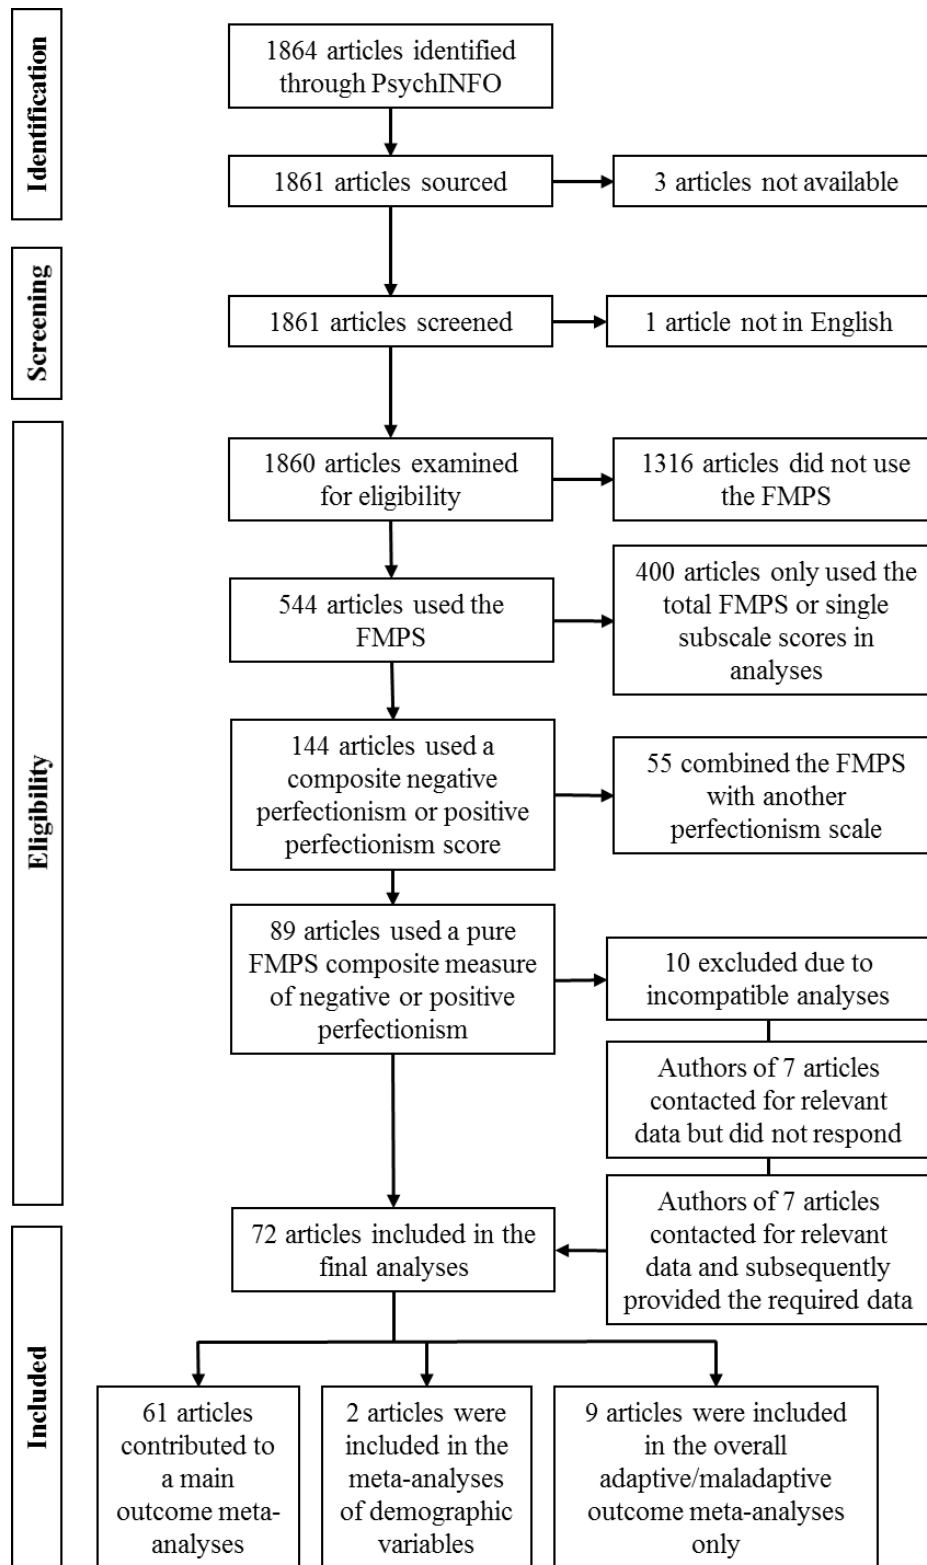 Identification
1864 articles identified
through PsychINFO
1861 articles sourced
3 articles not available
Screening
1861 articles screened
1 article not in English
Eligibility
1860 articles examined
for eligibility
1316 articles did not use
the FMPS
544 articles used the
FMPS
400 articles only used the
total FMPS or single
subscale scores in
analyses
144 articles used a
composite negative
perfectionism or positive
perfectionism score
55 combined the FMPS
with another
perfectionism scale
89 articles used a pure
FMPS composite measure
of negative or positive
perfectionism
10 excluded due to
incompatible analyses
Authors of 7 articles
contacted for relevant
data but did not respond
Authors of 7 articles
contacted for relevant
data and subsequently
provided the required data
72 articles included in the
final analyses
Included
61 articles
contributed to
a main
outcome meta-
analyses
2 articles were
included in the
meta-analyses
of demographic
variables
9 articles were included
in the overall
adaptive/maladaptive
outcome meta-analyses
only